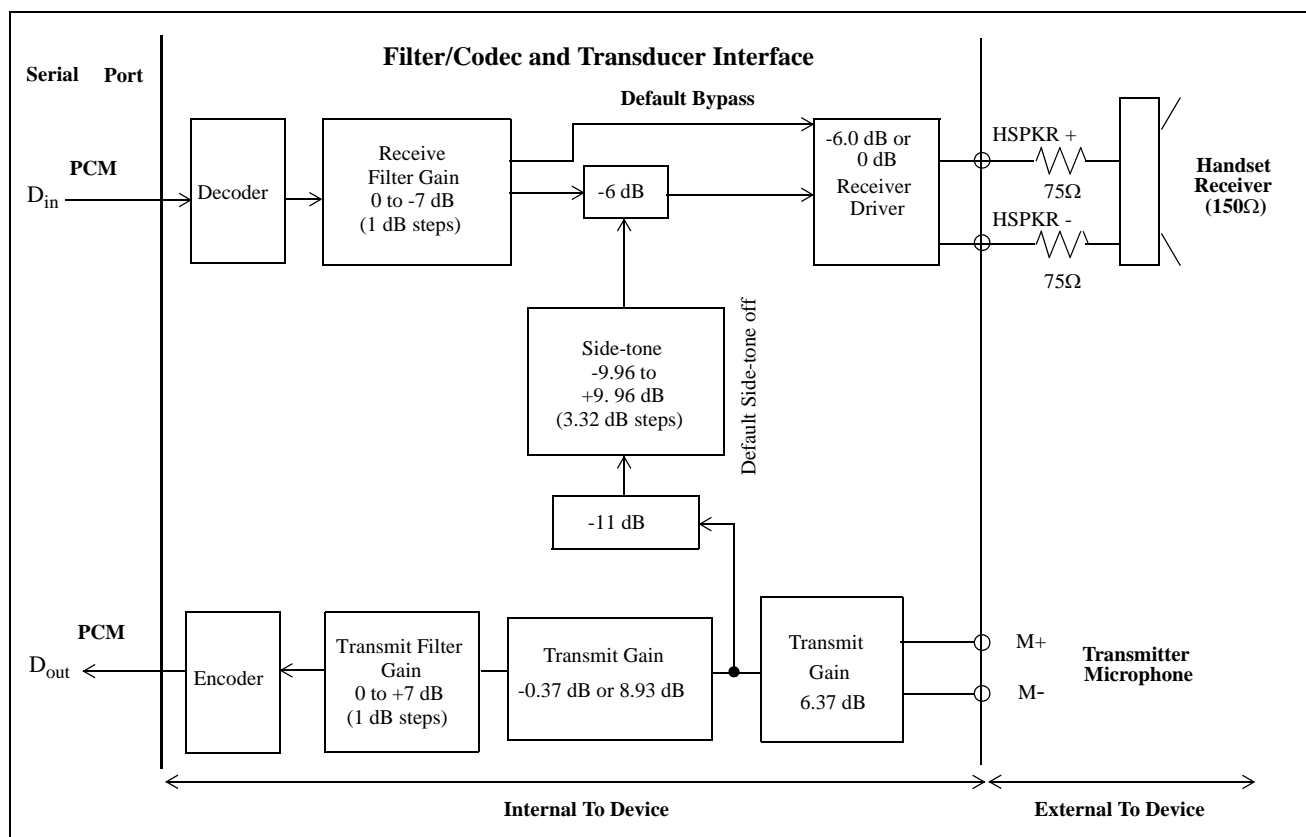 Filter/Codec and Transducer Interface
Serial Port
Default Bypass
PCM
D_in
Decoder
Receive
Filter Gain
0 to -7 dB
(1 dB steps)
-6 dB
-6.0 dB or
0 dB
Receiver
Driver
HSPKR +
75Ω
HSPKR -
75Ω
Handset
Receiver
(150Ω)
Side-tone
-9.96 to
+9. 96 dB
(3.32 dB steps)
Default Side-tone off
-11 dB
PCM
D_out
Encoder
Transmit Filter
Gain
0 to +7 dB
(1 dB steps)
Transmit Gain
-0.37 dB or 8.93 dB
Transmit
Gain
6.37 dB
M+
M-
Transmitter
Microphone
Internal To Device
External To Device